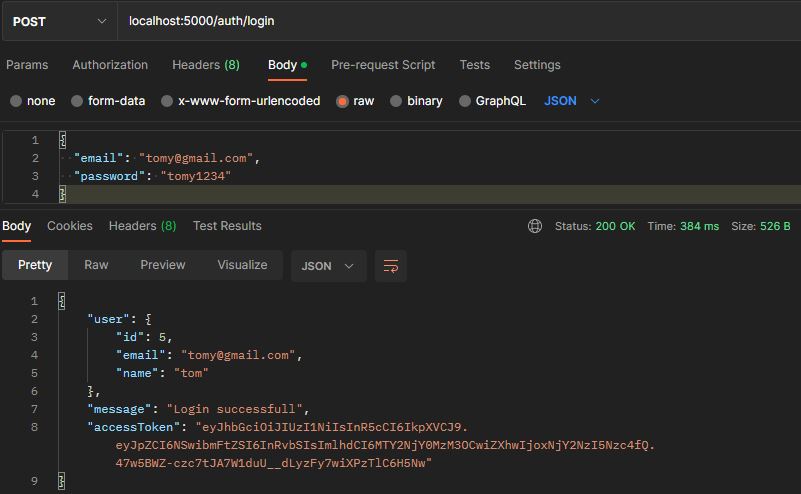 POST localhost:5000/auth/login
Params Authorization Headers (8) Body Pre-request Script Tests Settings
none form-data x-www-form-urlencoded raw binary GraphQL JSON
1 {
2 "email": "tomy@gmail.com",
3 "password": "tomy1234"
4 }
Body Cookies Headers (8) Test Results Status: 200 OK Time: 384 ms Size: 526 B
Pretty Raw Preview Visualize JSON
1 {
2 "user": {
3 "id": 5,
4 "email": "tomy@gmail.com",
5 "name": "tom"
6 },
7 "message": "Login successfull",
8 "accessToken": "eyJhbGciOiJIUzI1NiIsInR5cCI6IkpXVCJ9.
eyJpZCI6NSwibmFtZSI6InRvbSIsImlhdCI6MTY2NjY0MzM3OCwiZXhwIjoxNjY2NzI5Nzc4fQ.
47w5BWZ-czc7tJA7W1duU__dLyzFy7wiXPzTlC6H5Nw"
9 }